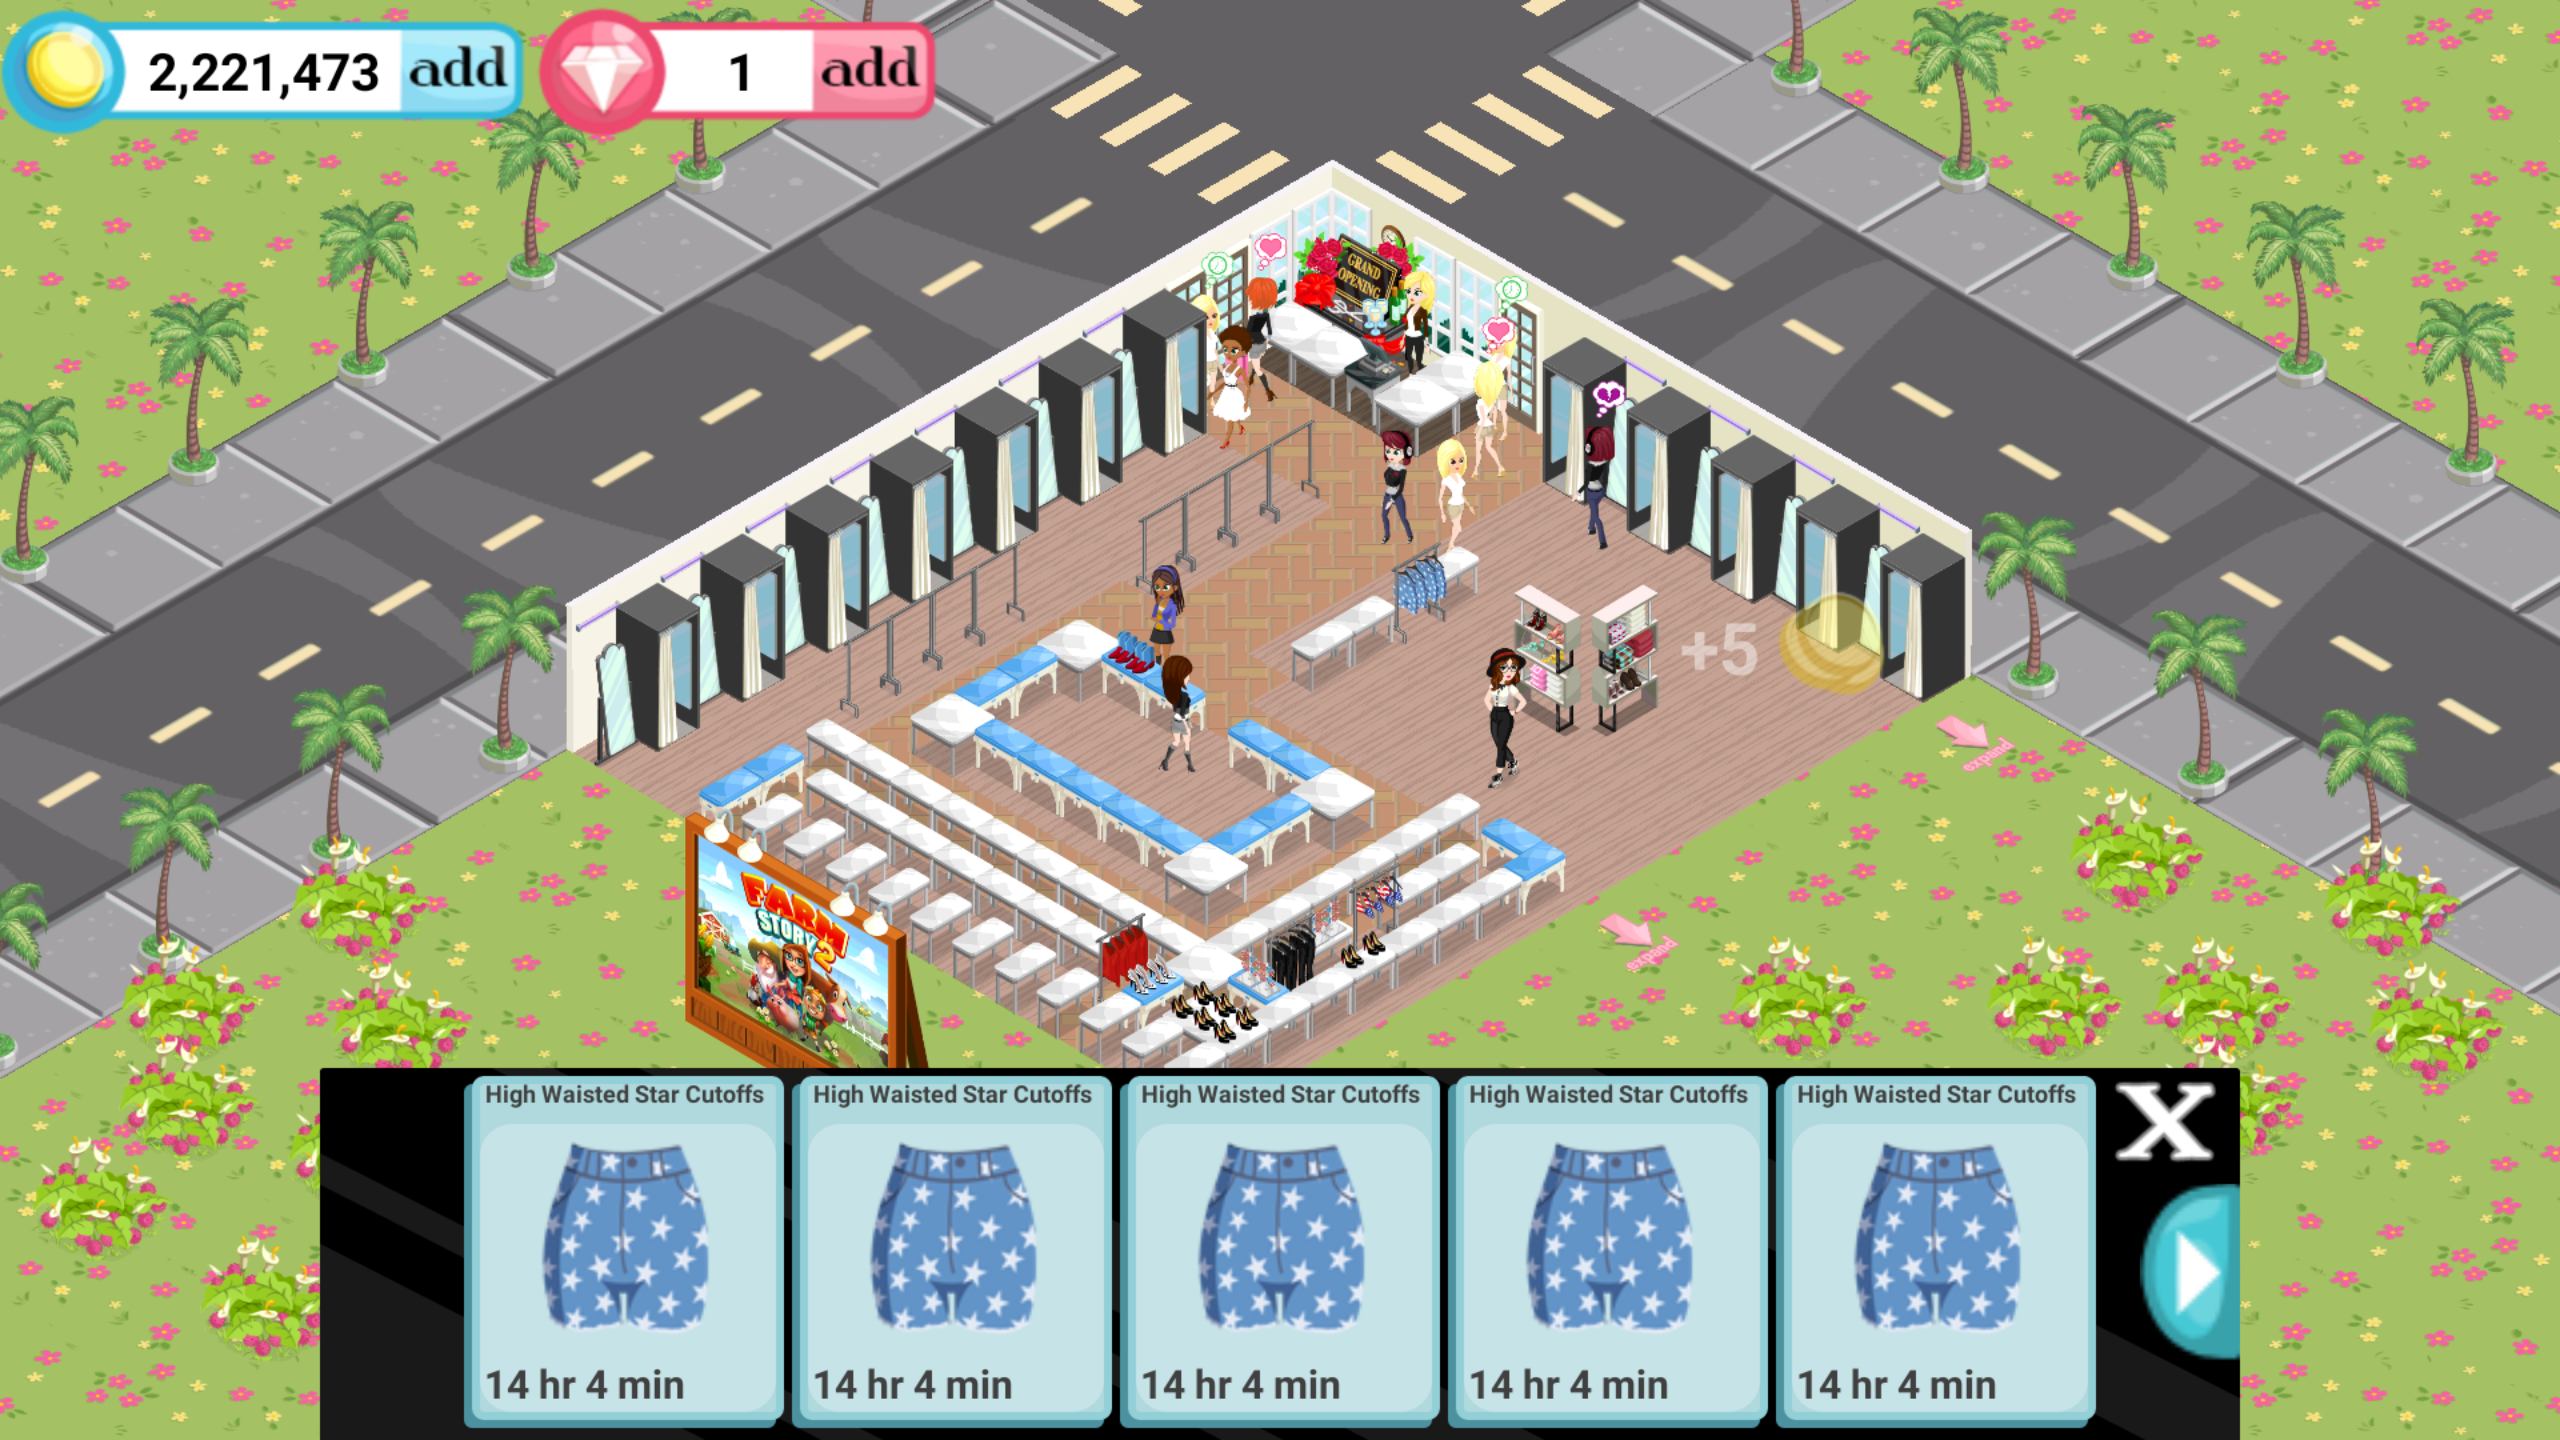 2,221,473 add
1 add
GRAND
OPENING
+5
expand
expand
FARM
STORY 2
High Waisted Star Cutoffs
14 hr 4 min
High Waisted Star Cutoffs
14 hr 4 min
High Waisted Star Cutoffs
14 hr 4 min
High Waisted Star Cutoffs
14 hr 4 min
High Waisted Star Cutoffs
14 hr 4 min
X